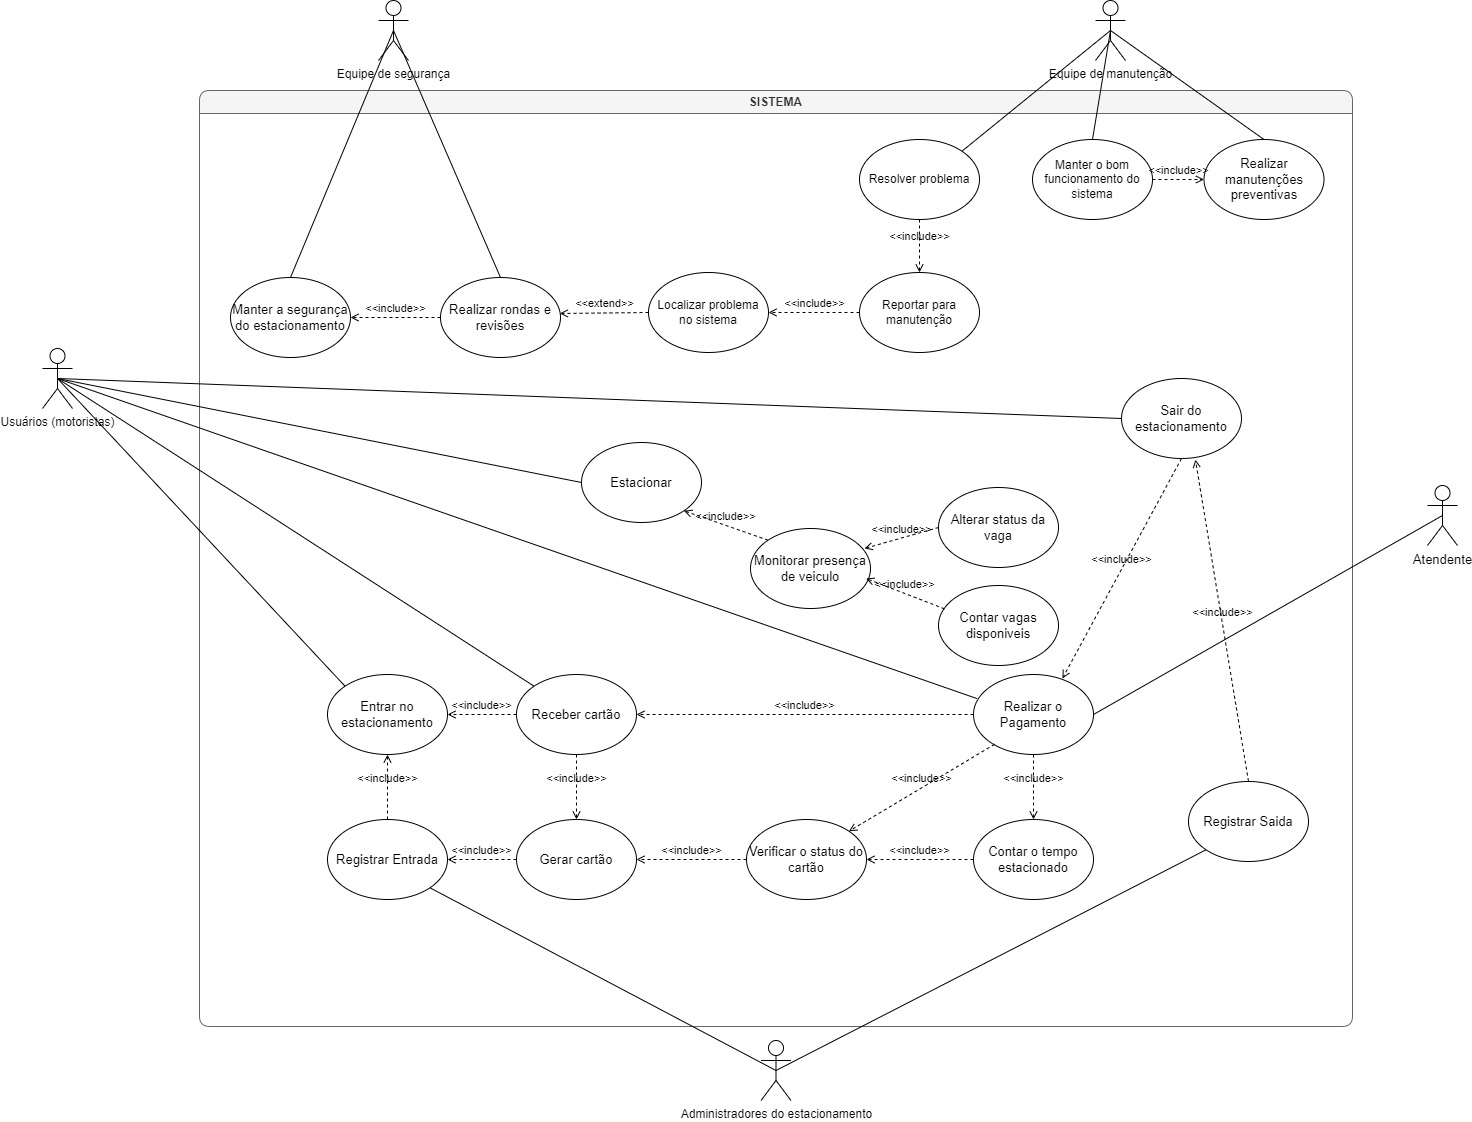 Equipe de segurança
Equipe de manutenção
SISTEMA
Resolver problema
Manter o bom
funcionamento do
sistema
<<include>>
Realizar
manutenções
preventivas
<<include>>
Manter a segurança
do estacionamento
<<include>>
Realizar rondas e
revisões
<<extend>>
Localizar problema
no sistema
<<include>>
Reportar para
manutenção
Usuários (motoristas)
Sair do
estacionamento
Estacionar
<<include>>
Monitorar presença
de veiculo
<<include>>
Alterar status da
vaga
<<include>>
Contar vagas
disponiveis
<<include>>
Atendente
<<include>>
Entrar no
estacionamento
<<include>>
Receber cartão
<<include>>
Realizar o
Pagamento
<<include>>
<<include>>
<<include>>
<<include>>
Registrar Entrada
<<include>>
Gerar cartão
<<include>>
Verificar o status do
cartão
<<include>>
Contar o tempo
estacionado
Registrar Saida
Administradores do estacionamento